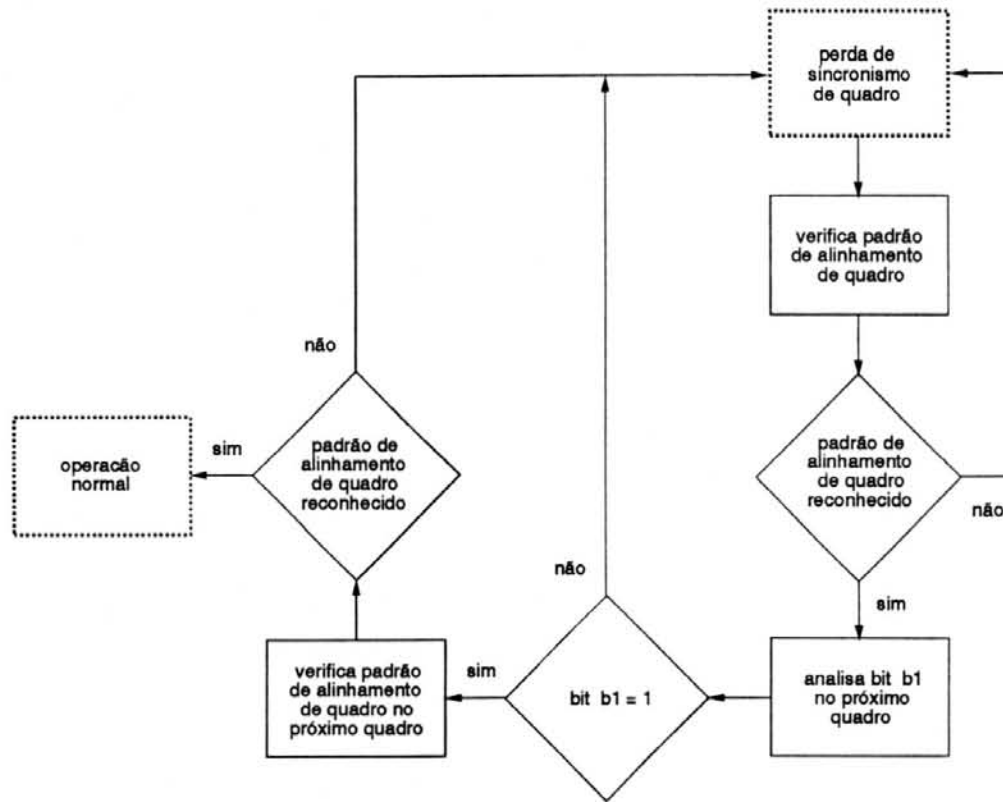 perda de
sincronismo
de quadro
verifica padrão
de alinhamento
de quadro
padrão de
alinhamento
de quadro
reconhecido
não
sim
analisa bit b1
no próximo
quadro
bit b1 = 1
não
sim
verifica padrão
de alinhamento
de quadro no
próximo quadro
padrão de
alinhamento
de quadro
reconhecido
não
sim
operacão
normal